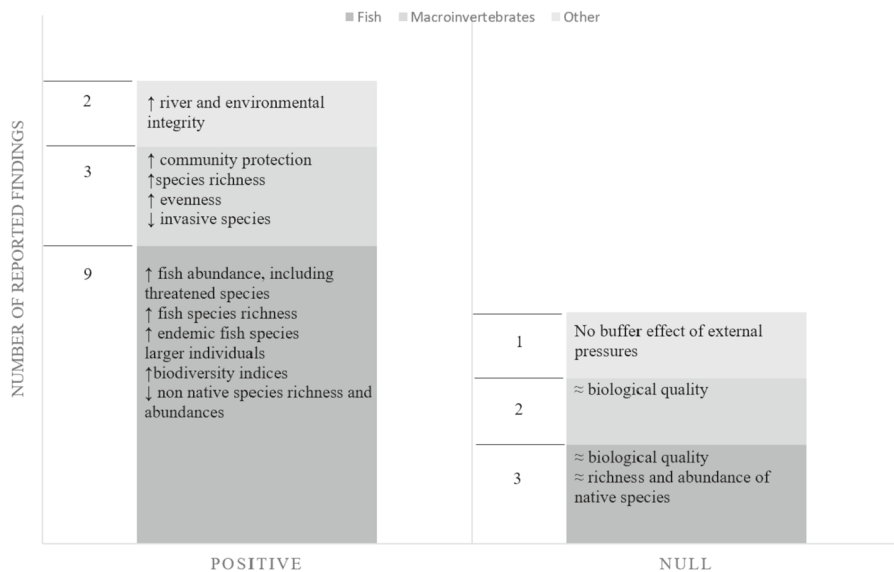 Fish Macroinvertebrates Other
NUMBER OF REPORTED FINDINGS
2
↑ river and environmental
integrity
3
↑ community protection
↑species richness
↑ evenness
↓ invasive species
9
↑ fish abundance, including
threatened species
↑ fish species richness
↑ endemic fish species
larger individuals
↑biodiversity indices
↓ non native species richness and
abundances
POSITIVE
1
No buffer effect of external
pressures
2
≈ biological quality
3
≈ biological quality
≈ richness and abundance of
native species
NULL